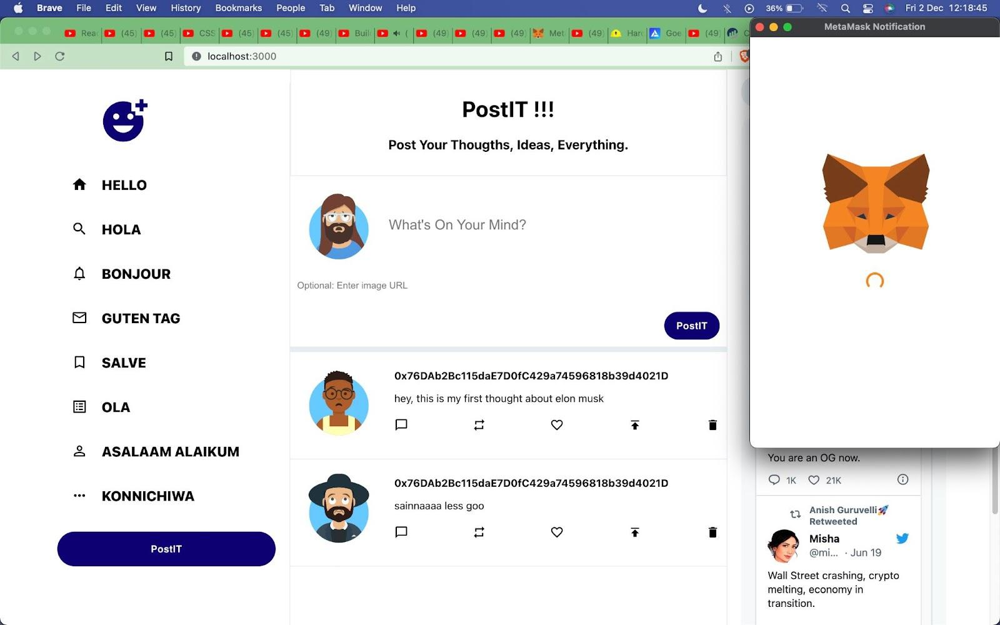 Brave File Edit View History Bookmarks People Tab Window Help 36% Fri 2 Dec 12:18:45
(45) (45) CSS (45) (45) (49) ( (49) (49) (49) Met (49) Goe (49)
MetaMask Notification
localhost:3000
PostIT !!!
Post Your Thougths, Ideas, Everything.
HELLO
HOLA
BONJOUR
GUTEN TAG
SALVE
OLA
ASALAAM ALAIKUM
KONNICHIWA
PostIT
What's On Your Mind?
Optional: Enter image URL
PostIT
0x76DAb2Bc115daE7D0fC429a74596818b39d4021D
hey, this is my first thought about elon musk
0x76DAb2Bc115daE7D0fC429a74596818b39d4021D
sainnaaaa less goo
You are an OG now.
1K 21K
Anish Guruvelli🚀
Retweeted
Misha
@mi... · Jun 19
Wall Street crashing, crypto
melting, economy in
transition.